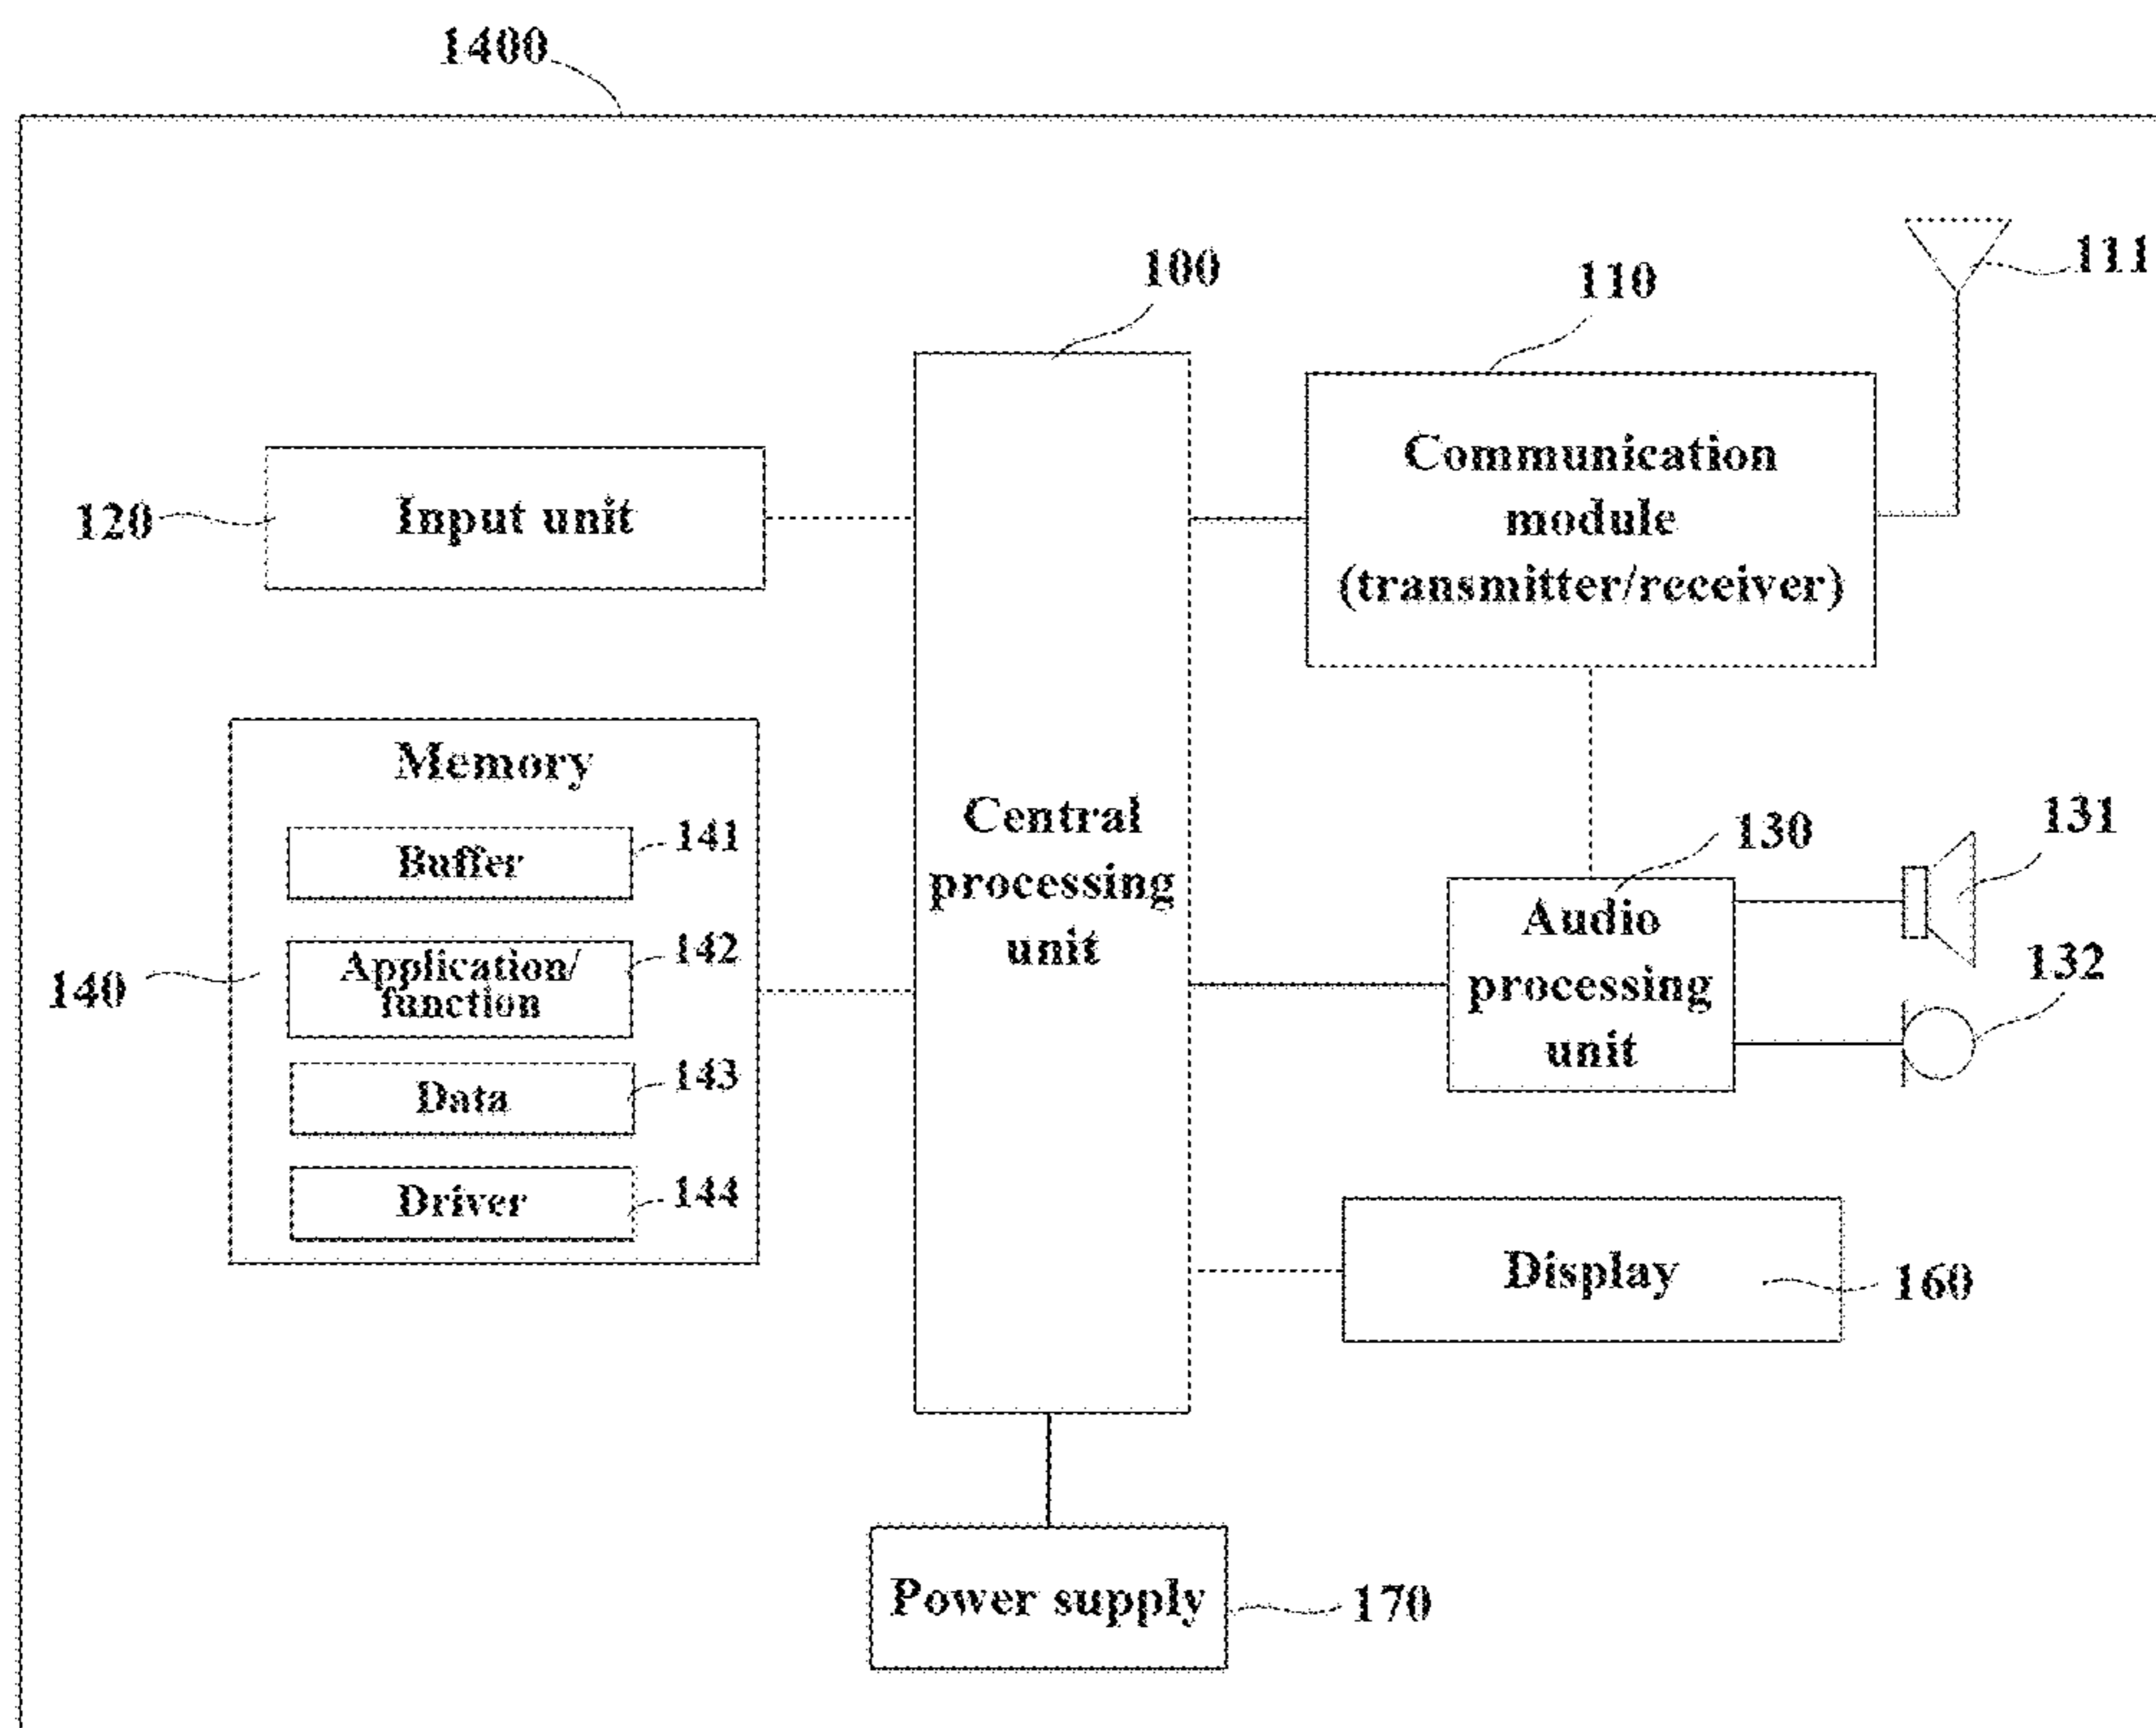 1400
100
110
111
120
Input unit
Communication
module
(transmitter/receiver)
Memory
Buffer
141
Application/
function
142
140
Data
143
Driver
144
Central
processing
unit
130
Audio
processing
unit
131
132
Display
160
Power supply
170